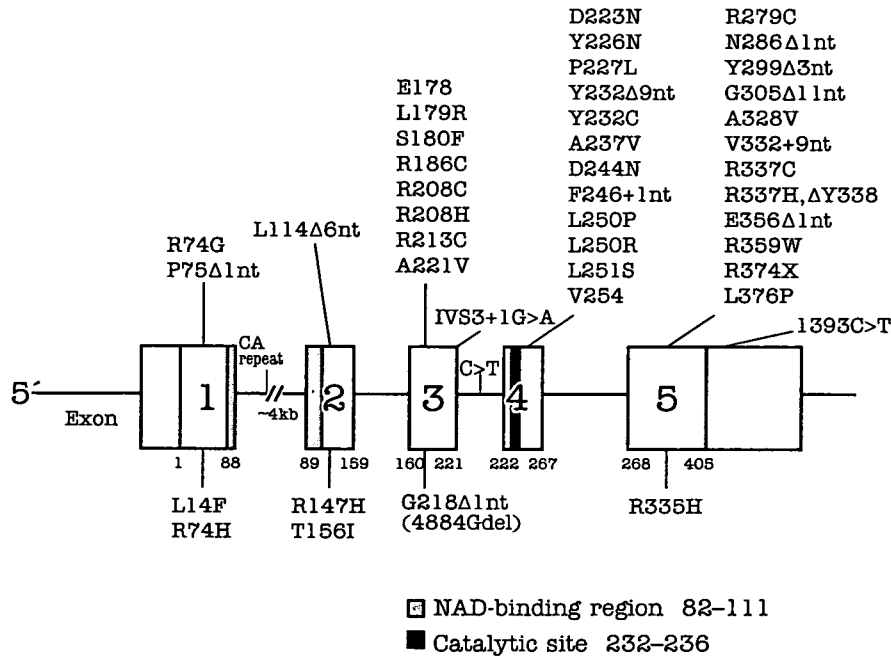 D223N
Y226N
P227L
Y232Δ9nt
Y232C
A237V
D244N
F246+1nt
L250P
L250R
L251S
V254
R279C
N286Δ1nt
Y299Δ3nt
G305Δ11nt
A328V
V332+9nt
R337C
R337H,ΔY338
E356Δ1nt
R359W
R374X
L376P
E178
L179R
S180F
R186C
R208C
R208H
R213C
A221V
R74G
P75Δ1nt
L114Δ6nt
IVS3+1G>A
1393C>T
CA
repeat
C>T
5′
Exon
1
~4kb
2
3
4
5
1 88
89 159
160 221
222 267
268 405
L14F
R74H
R147H
T156I
G218Δ1nt
(4884Gdel)
R335H
NAD-binding region 82–111
Catalytic site 232–236